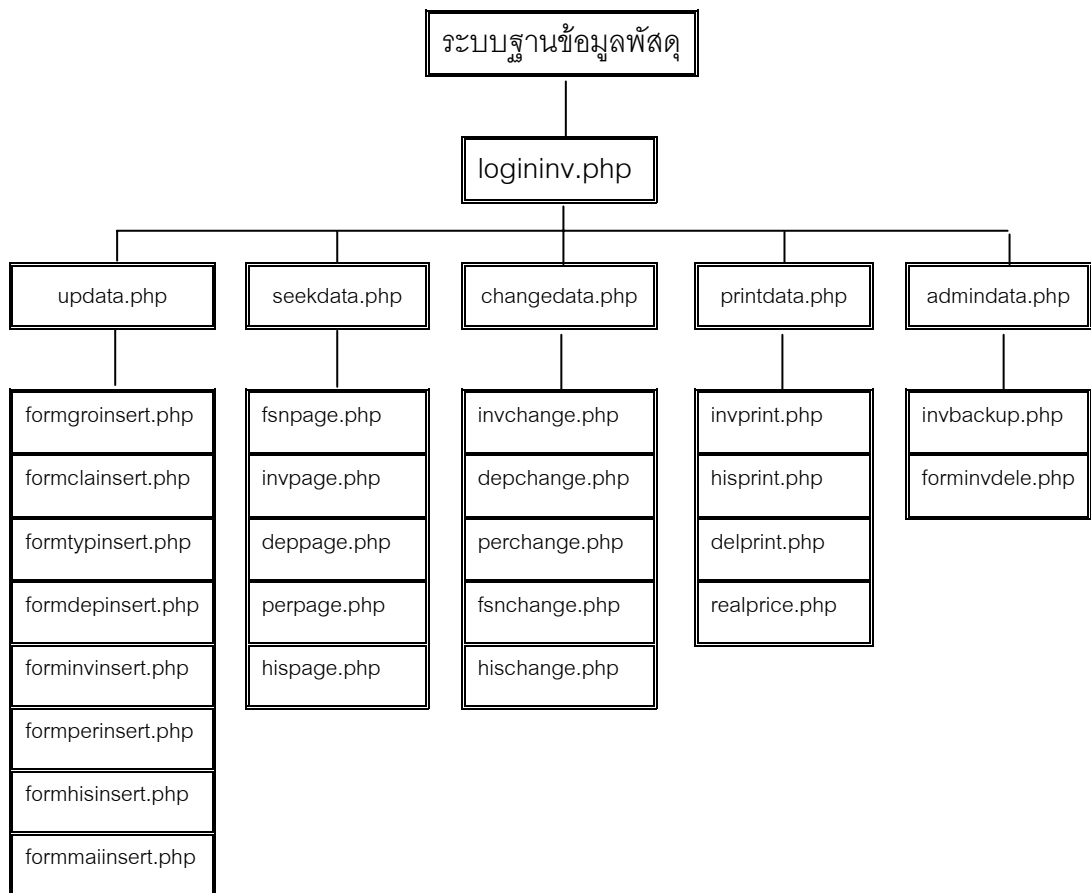 ระบบฐานข้อมูลพัสดุ
logininv.php
updata.php
seekdata.php
changedata.php
printdata.php
admindata.php
formgroinsert.php
formclainsert.php
formtypinsert.php
formdepinsert.php
forminvinsert.php
formperinsert.php
formhisinsert.php
formmaiinsert.php
fsnpage.php
invpage.php
deppage.php
perpage.php
hispage.php
invchange.php
depchange.php
perchange.php
fsnchange.php
hischange.php
invprint.php
hisprint.php
delprint.php
realprice.php
invbackup.php
forminvdele.php